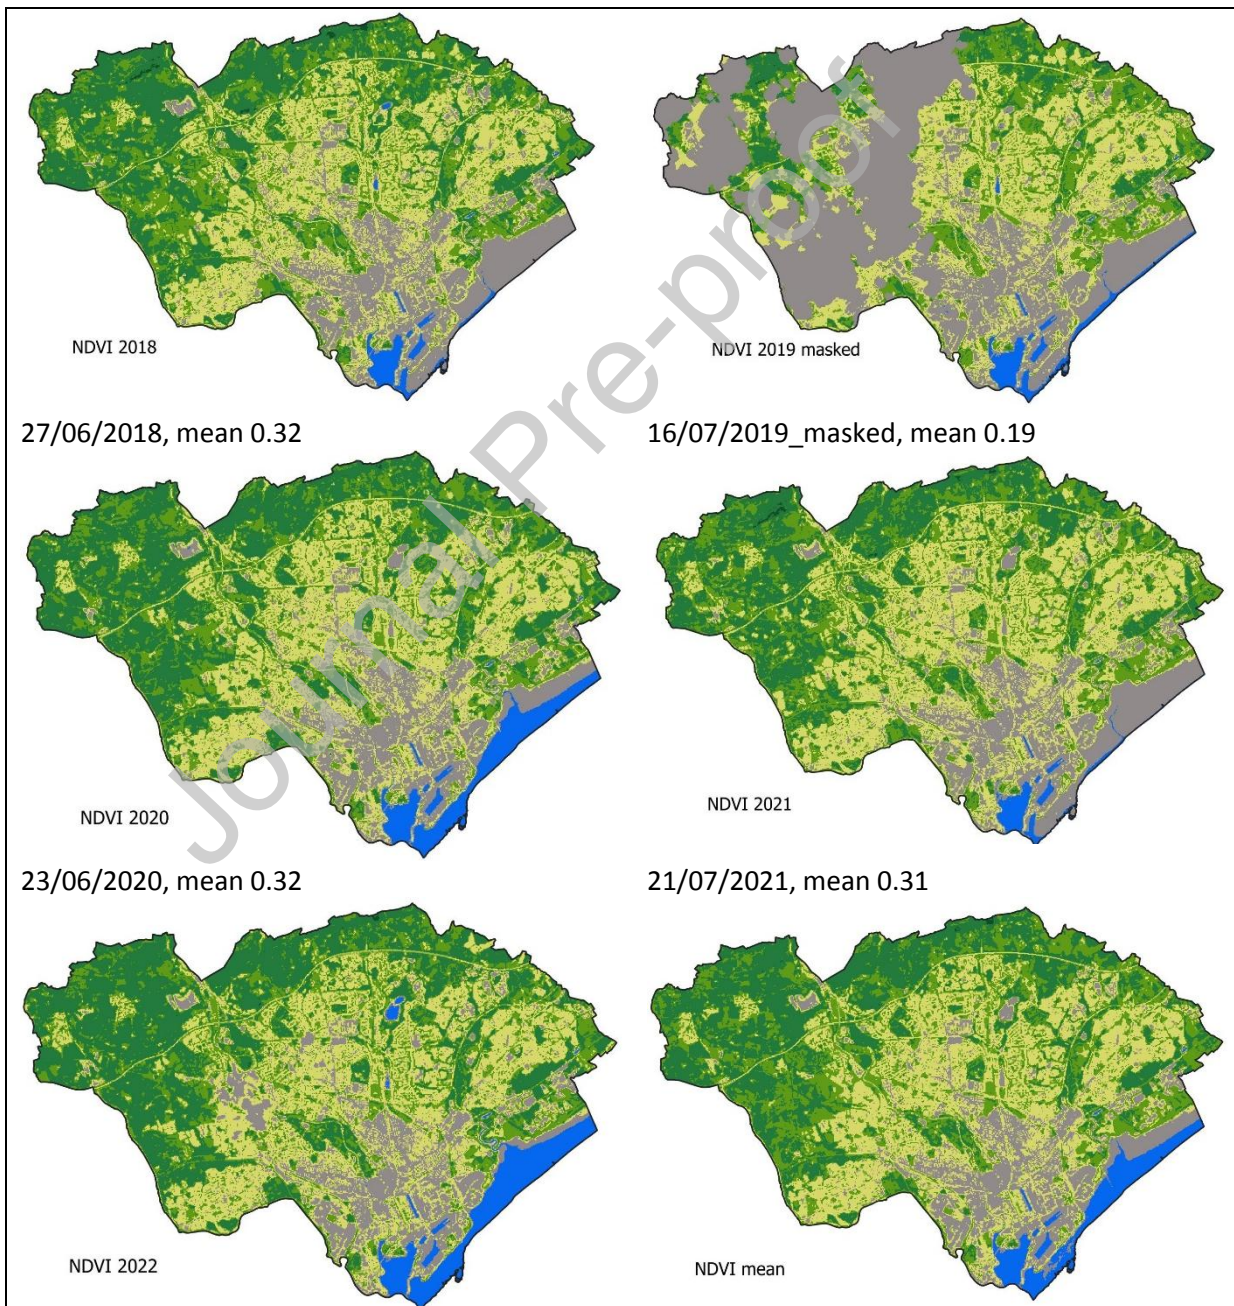 NDVI 2018
NDVI 2019 masked
27/06/2018, mean 0.32
16/07/2019_masked, mean 0.19
NDVI 2020
NDVI 2021
23/06/2020, mean 0.32
21/07/2021, mean 0.31
NDVI 2022
NDVI mean
Journal Pre-proof